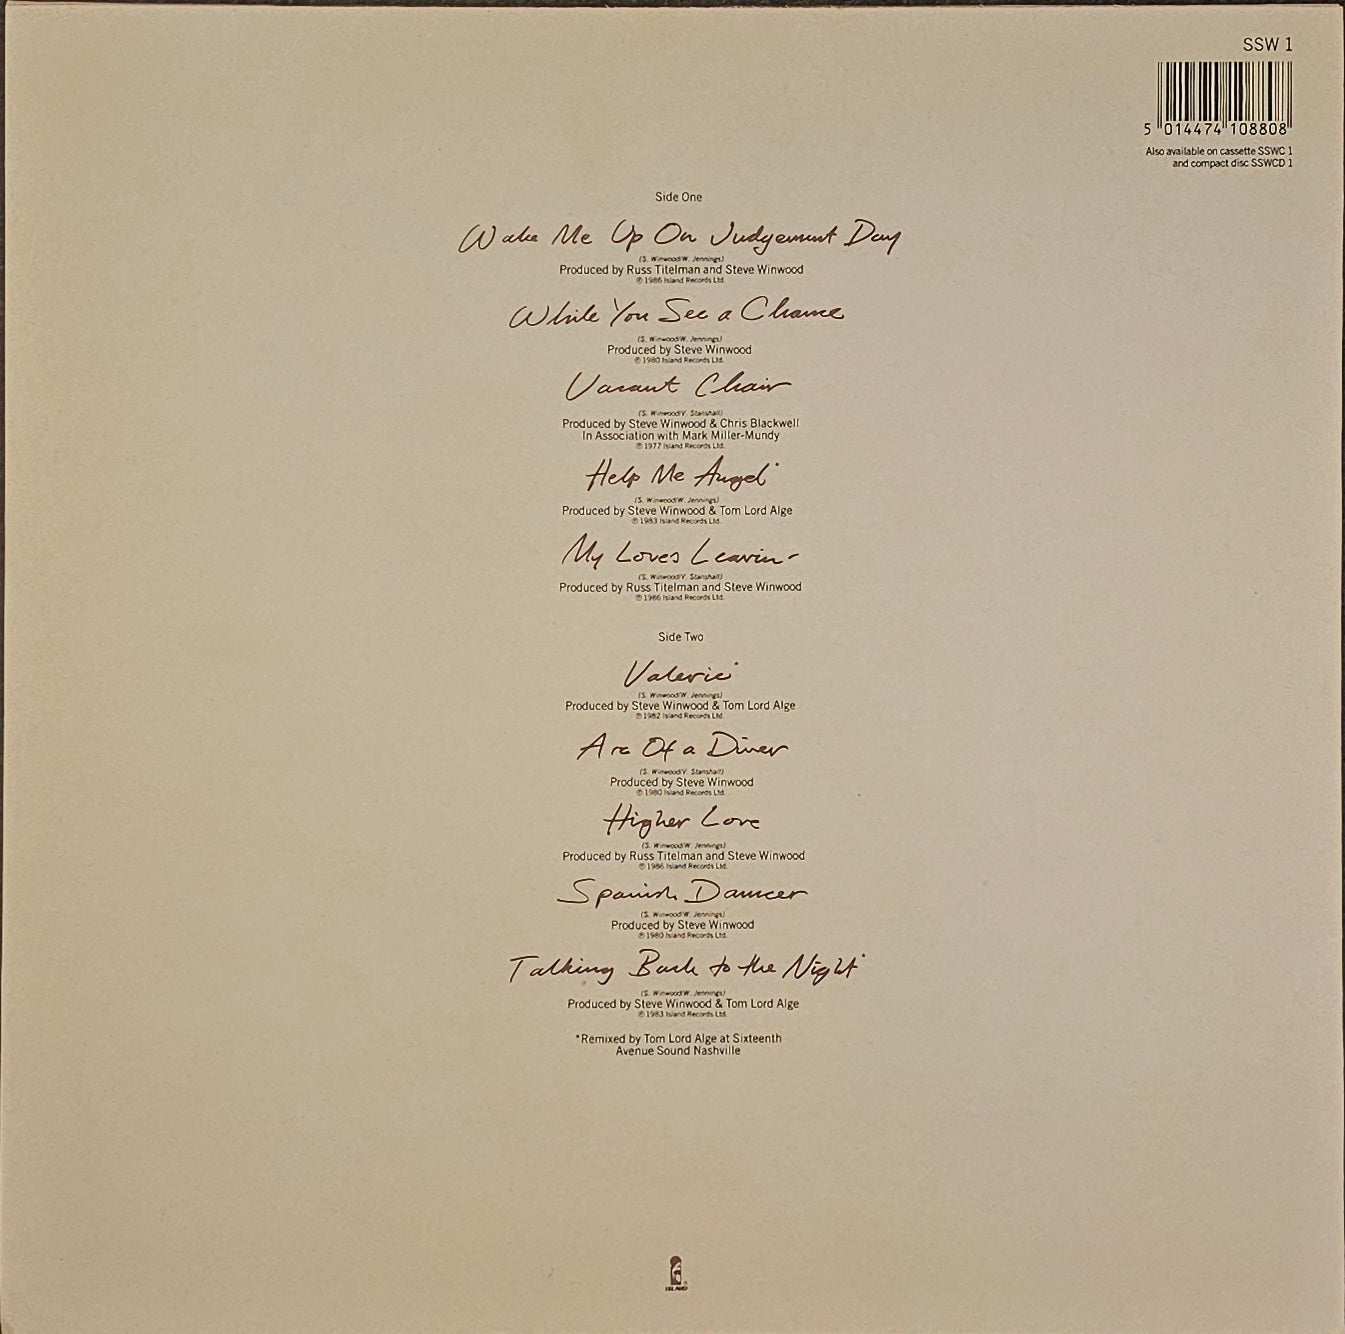 SSW 1
5 014474 108808
Also available on cassette SSWC 1
and compact disc SSWCD 1
Side One
Wake Me Up On Judgement Day
(S. Winwood/W. Jennings)
Produced by Russ Titelman and Steve Winwood
℗ 1986 Island Records Ltd.
While You See a Chance
(S. Winwood/W. Jennings)
Produced by Steve Winwood
℗ 1980 Island Records Ltd.
Vacant Chair
(S. Winwood/V. Stanshall)
Produced by Steve Winwood & Chris Blackwell
In Association with Mark Miller-Mundy
℗ 1977 Island Records Ltd.
Help Me Angel*
(S. Winwood/W. Jennings)
Produced by Steve Winwood & Tom Lord Alge
℗ 1983 Island Records Ltd.
My Loves Leavin'
(S. Winwood/V. Stanshall)
Produced by Russ Titelman and Steve Winwood
℗ 1986 Island Records Ltd.
Side Two
Valerie*
(S. Winwood/W. Jennings)
Produced by Steve Winwood & Tom Lord Alge
℗ 1982 Island Records Ltd.
Arc Of a Diver
(S. Winwood/V. Stanshall)
Produced by Steve Winwood
℗ 1980 Island Records Ltd.
Higher Love
(S. Winwood/W. Jennings)
Produced by Russ Titelman and Steve Winwood
℗ 1986 Island Records Ltd.
Spanish Dancer
(S. Winwood/W. Jennings)
Produced by Steve Winwood
℗ 1980 Island Records Ltd.
Talking Back to the Night*
(S. Winwood/W. Jennings)
Produced by Steve Winwood & Tom Lord Alge
℗ 1983 Island Records Ltd.
*Remixed by Tom Lord Alge at Sixteenth
Avenue Sound Nashville
ISLAND